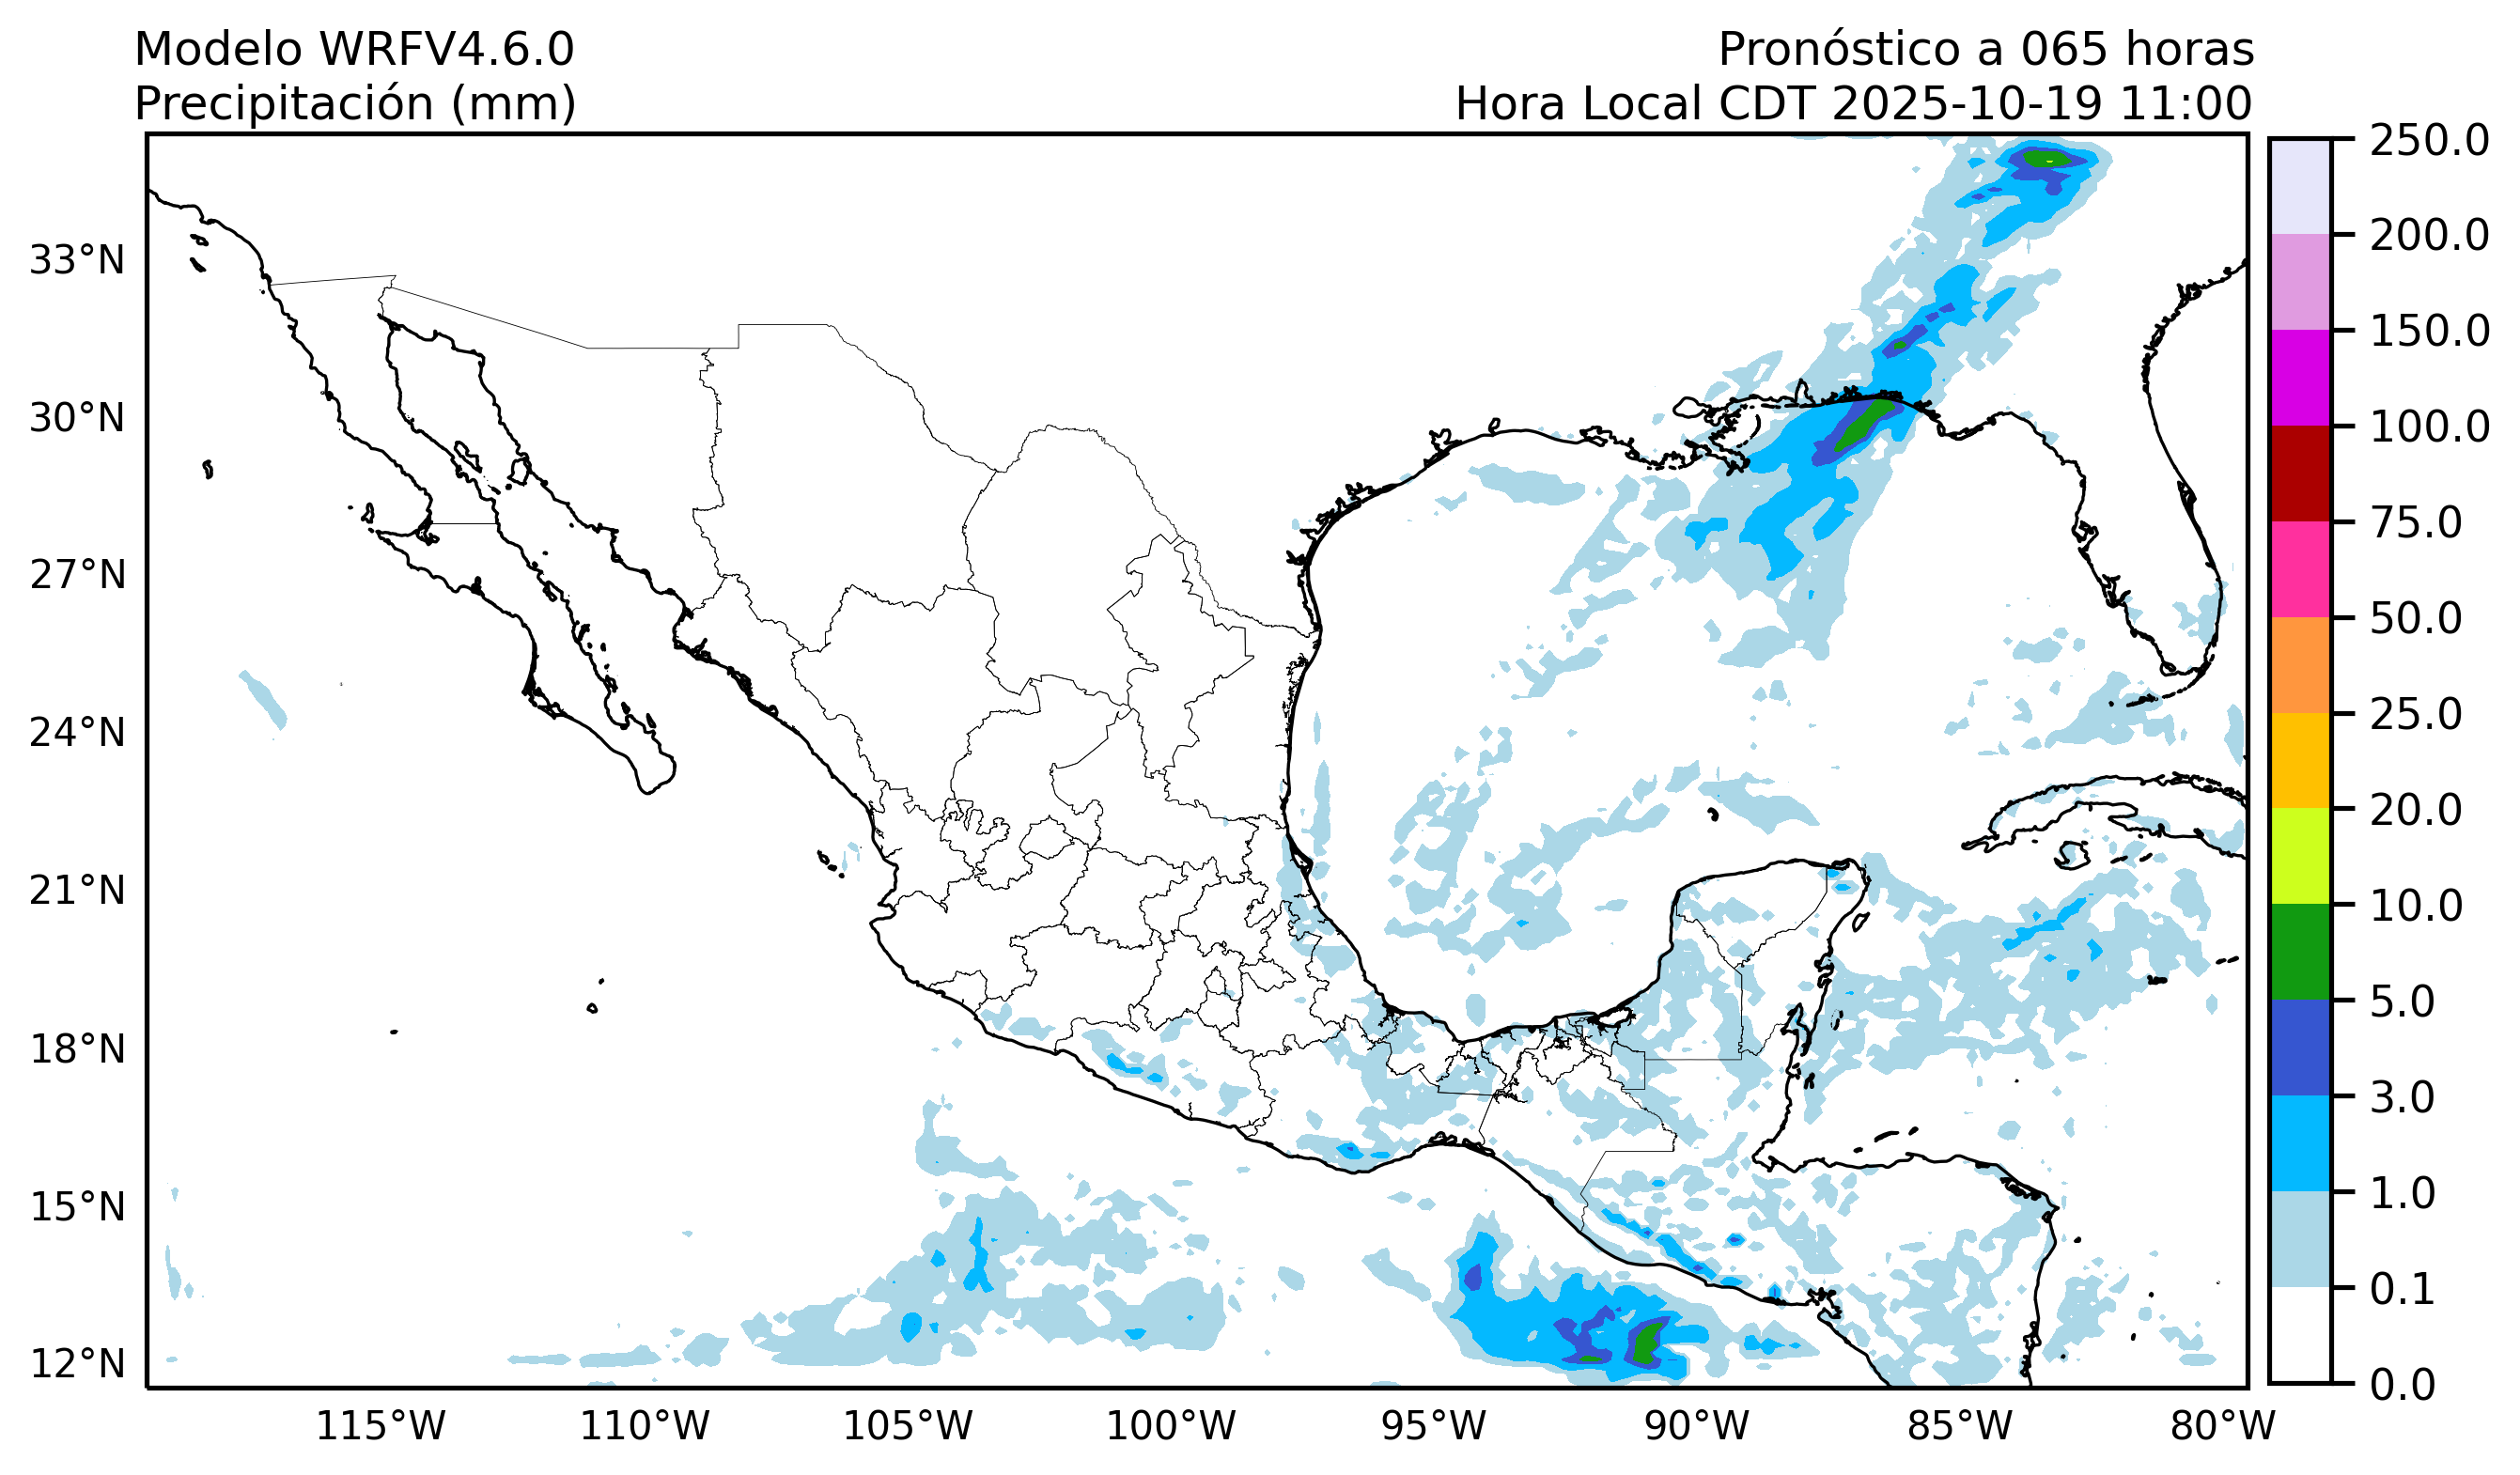 Modelo WRFV4.6.0
Precipitación (mm)
Pronóstico a 065 horas
Hora Local CDT 2025-10-19 11:00
33°N
30°N
27°N
24°N
21°N
18°N
15°N
12°N
115°W
110°W
105°W
100°W
95°W
90°W
85°W
80°W
250.0
200.0
150.0
100.0
75.0
50.0
25.0
20.0
10.0
5.0
3.0
1.0
0.1
0.0